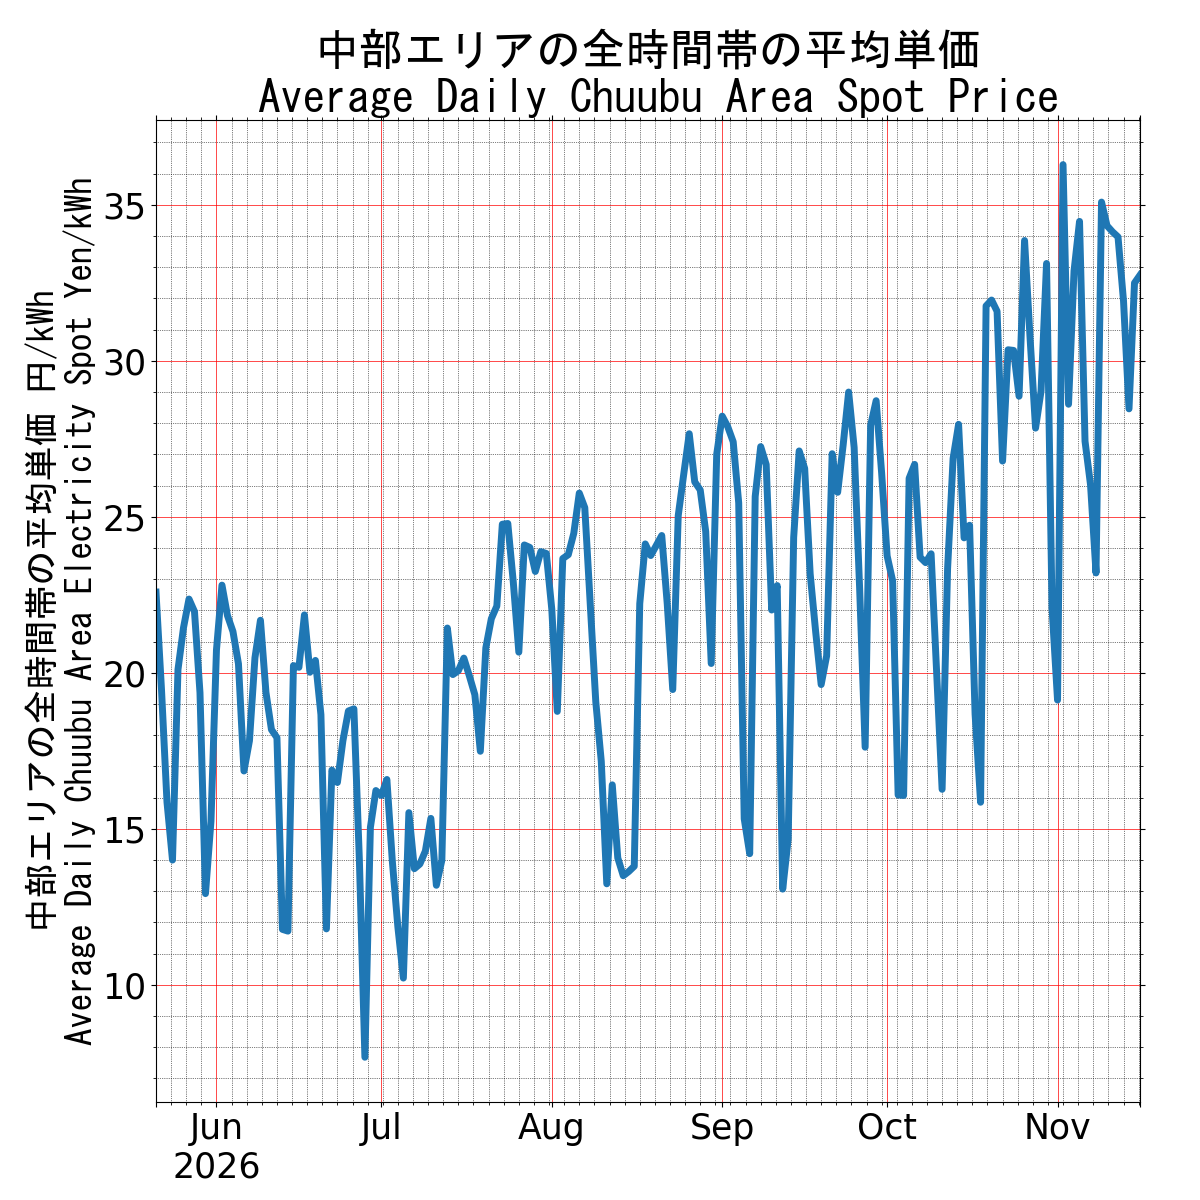 中部エリアの全時間帯の平均単価
Average Daily Chuubu Area Spot Price
中部エリアの全時間帯の平均単価 円/kWh
Average Daily Chuubu Area Electricity Spot Yen/kWh
35
30
25
20
15
10
Jun
2026
Jul
Aug
Sep
Oct
Nov